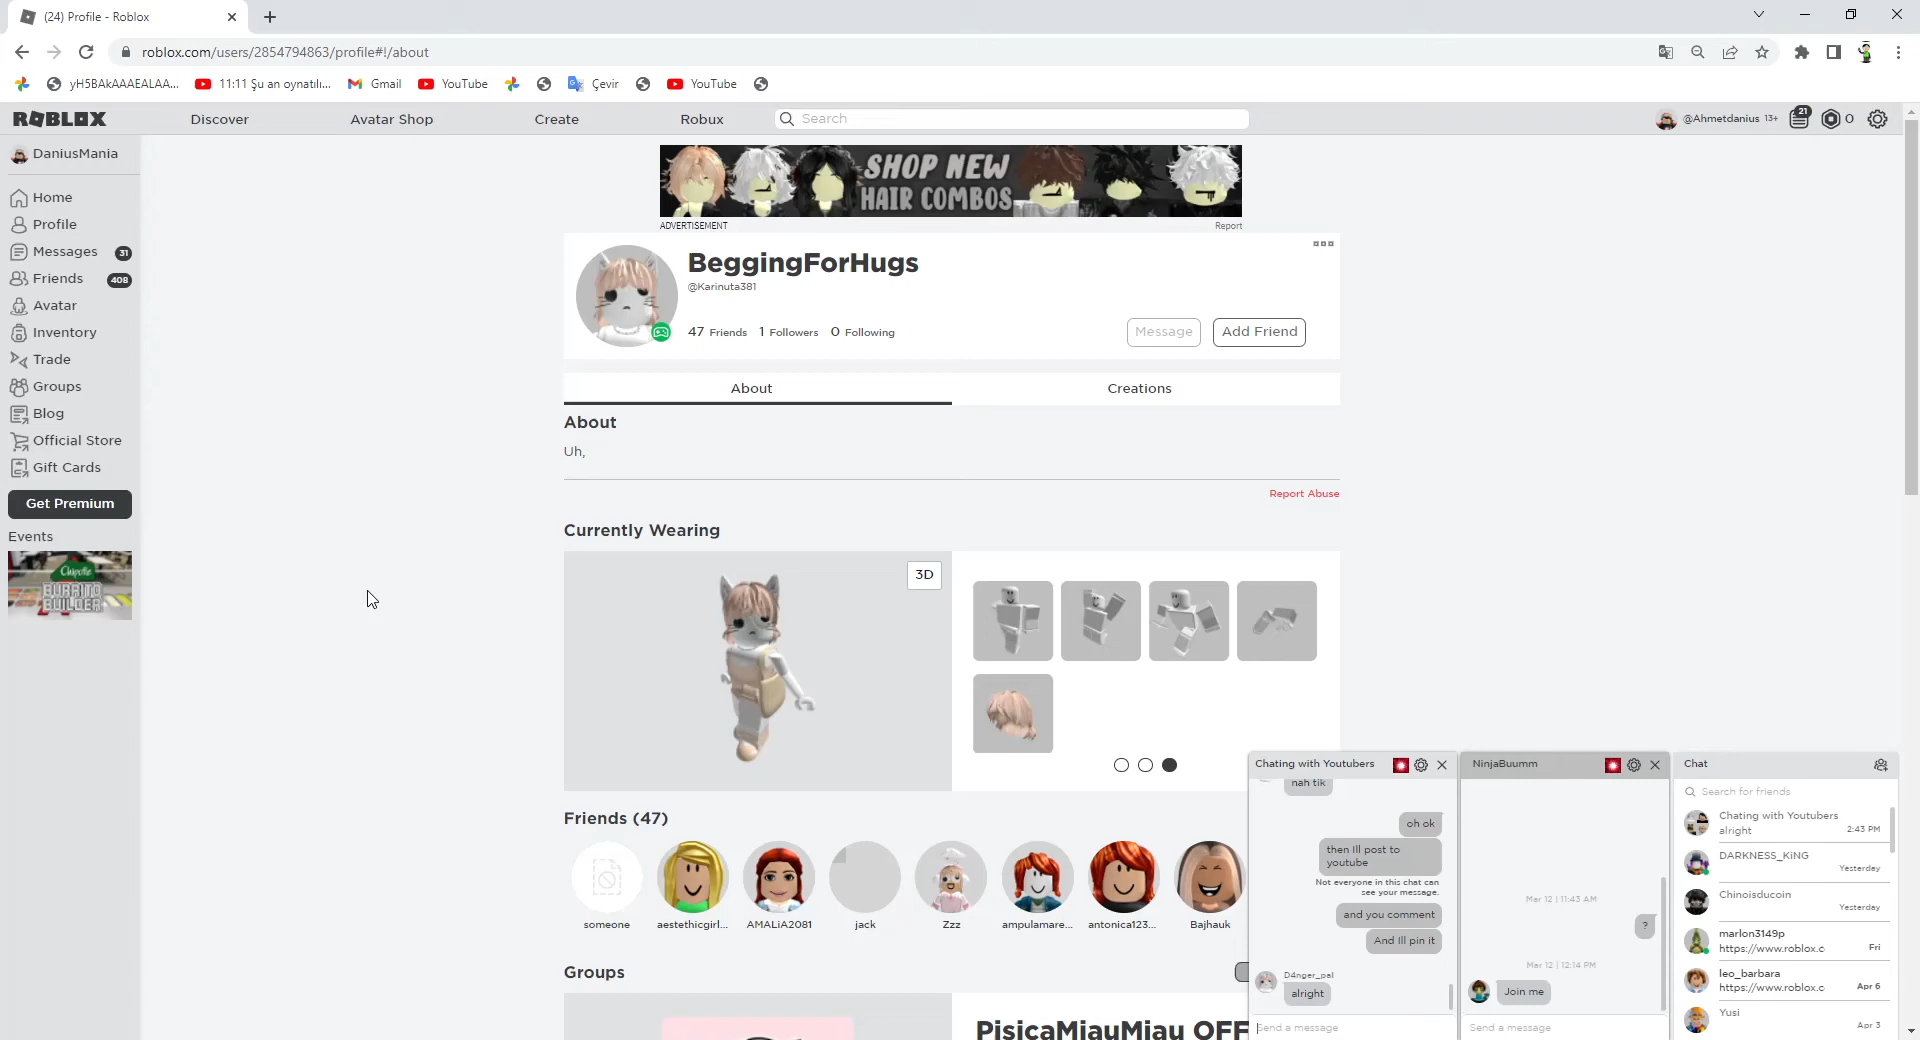 (24) Profile - Roblox
roblox.com/users/2854794863/profile#!/about
yH5BAkAAAEALAA...
11:11 Şu an oynatılı...
Gmail
YouTube
Çevir
YouTube
ROBLOX
Discover
Avatar Shop
Create
Robux
Search
@Ahmetdanius 13+
21
0
DaniusMania
Home
Profile
Messages 31
Friends 408
Avatar
Inventory
Trade
Groups
Blog
Official Store
Gift Cards
Get Premium
Events
Chipotle
BURRITO
BUILDER
SHOP NEW
HAIR COMBOS
ADVERTISEMENT
Report
BeggingForHugs
@Karinuta381
47 Friends 1 Followers 0 Following
Message
Add Friend
About
Creations
About
Uh,
Report Abuse
Currently Wearing
3D
Friends (47)
someone
aestethicgirl...
AMALiA2081
jack
Zzz
ampulamare...
antonica123...
Bajhauk
Groups
PisicaMiauMiau OFF
Chating with Youtubers
nah tik
oh ok
then Ill post to
youtube
Not everyone in this chat can
see your message.
and you comment
And Ill pin it
D4nger_pal
alright
Send a message
NinjaBuumm
Mar 12 | 11:43 AM
?
Mar 12 | 12:14 PM
Join me
Send a message
Chat
Search for friends
Chating with Youtubers
alright
2:43 PM
DARKNESS_KiNG
Yesterday
Chinoisducoin
Yesterday
marlon3149p
https://www.roblox.c
Fri
leo_barbara
https://www.roblox.c
Apr 6
Yusi
Apr 3